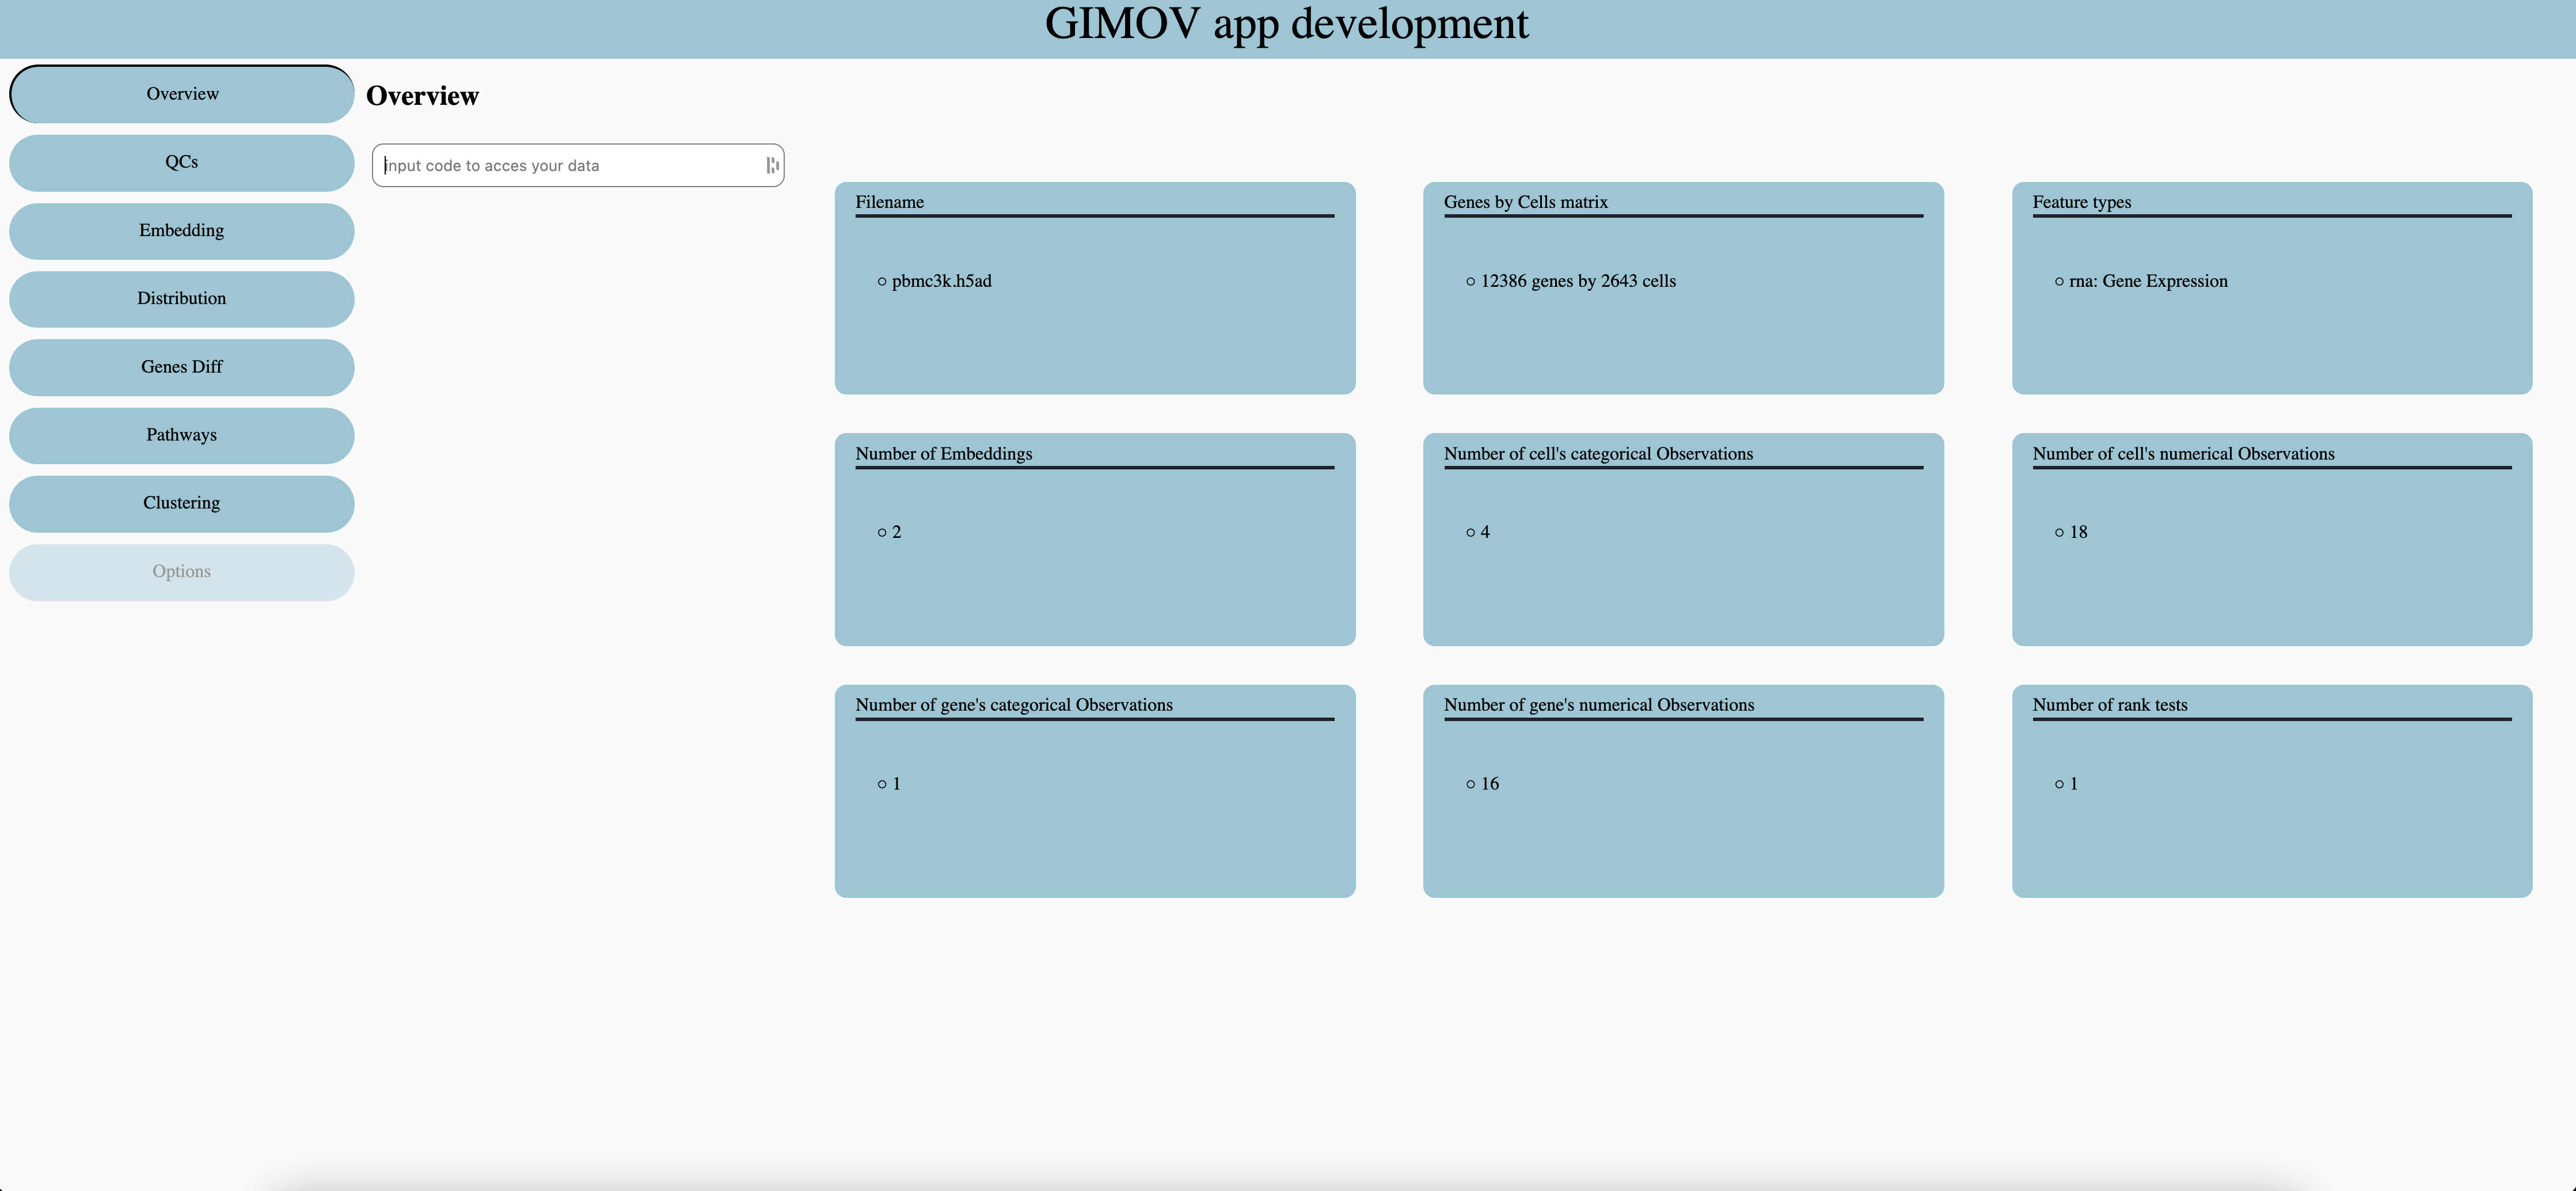 GIMOV app development
Overview
QCs
Embedding
Distribution
Genes Diff
Pathways
Clustering
Options
Overview
input code to acces your data
Filename
pbmc3k.h5ad
Genes by Cells matrix
12386 genes by 2643 cells
Feature types
rna: Gene Expression
Number of Embeddings
2
Number of cell's categorical Observations
4
Number of cell's numerical Observations
18
Number of gene's categorical Observations
1
Number of gene's numerical Observations
16
Number of rank tests
1